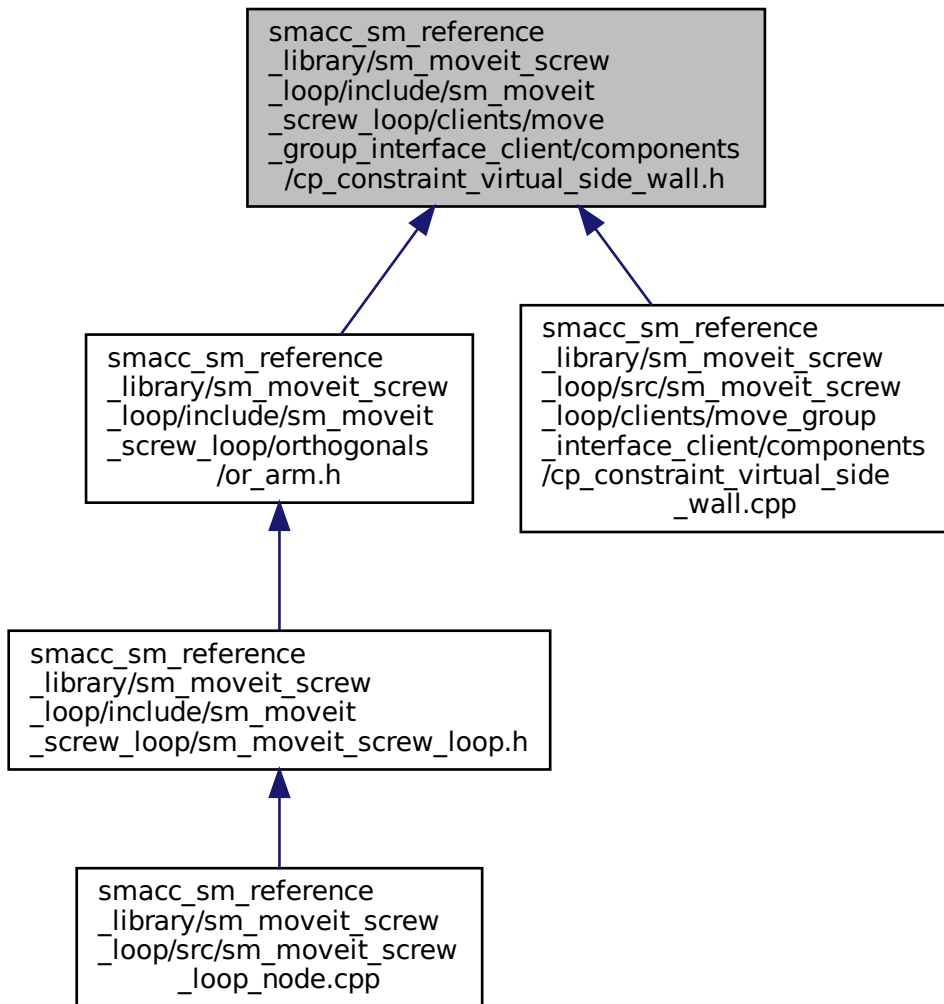 smacc_sm_reference
_library/sm_moveit_screw
_loop/include/sm_moveit
_screw_loop/clients/move
_group_interface_client/components
/cp_constraint_virtual_side_wall.h
smacc_sm_reference
_library/sm_moveit_screw
_loop/include/sm_moveit
_screw_loop/orthogonals
/or_arm.h
smacc_sm_reference
_library/sm_moveit_screw
_loop/src/sm_moveit_screw
_loop/clients/move_group
_interface_client/components
/cp_constraint_virtual_side
_wall.cpp
smacc_sm_reference
_library/sm_moveit_screw
_loop/include/sm_moveit
_screw_loop/sm_moveit_screw_loop.h
smacc_sm_reference
_library/sm_moveit_screw
_loop/src/sm_moveit_screw
_loop_node.cpp